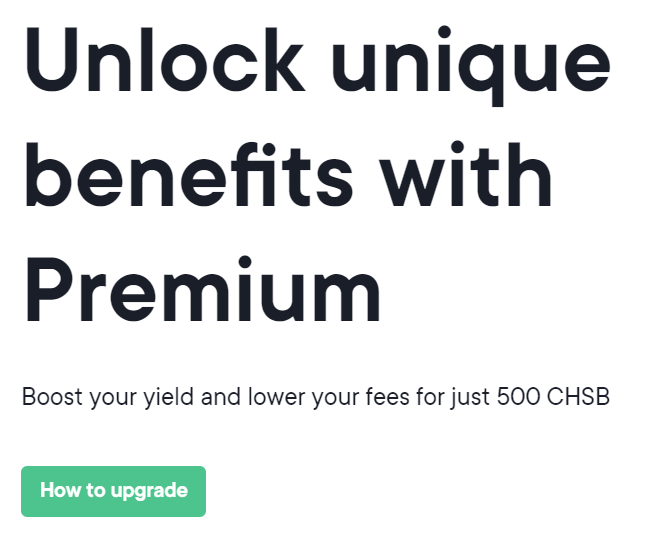 Unlock unique
benefits with
Premium
Boost your yield and lower your fees for just 500 CHSB
How to upgrade